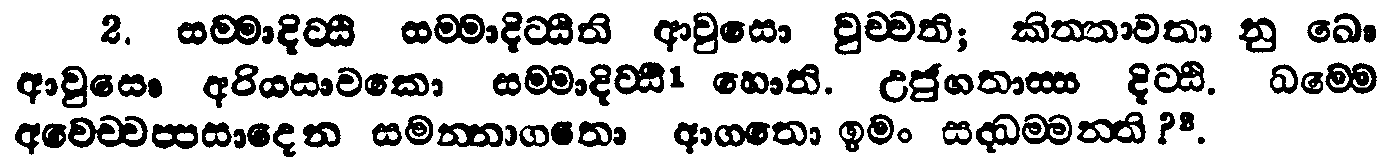 2. සම්මාදිට්ඨි සම්මාදිට්ඨීති ආවුසො වුච්චති; කිත්තාවතා නු ඛො
ආවුසො අරියසාවකො සම්මාදිට්ඨි1 හොති. උජුගතාස්ස දිට්ඨි. ධම්මෙ
අවෙච්චප්පසාදෙන සමන්නාගතො ආගතො ඉමං සද්ධම්මන්ති?2.